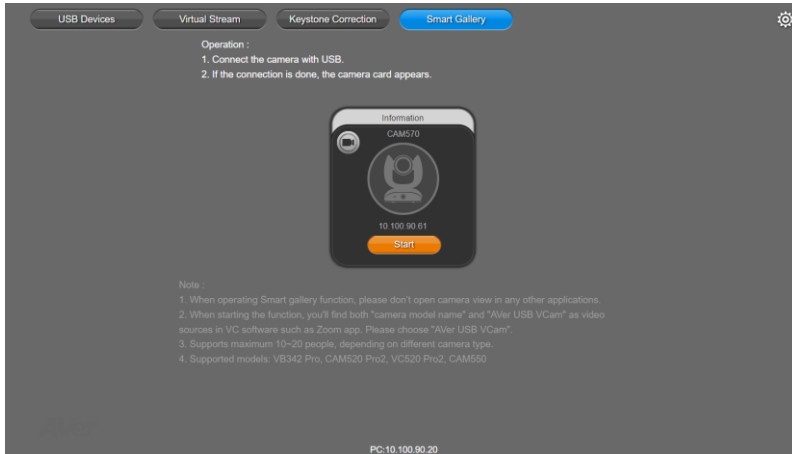 USB Devices
Virtual Stream
Keystone Correction
Smart Gallery
Operation :
1. Connect the camera with USB.
2. If the connection is done, the camera card appears.
Information
CAM570
10.100.90.61
Start
Note :
1. When operating Smart gallery function, please don't open camera view in any other applications.
2. When starting the function, you'll find both "camera model name" and "AVer USB VCam" as video
sources in VC software such as Zoom app. Please choose "AVer USB VCam".
3. Supports maximum 10~20 people, depending on different camera type.
4. Supported models: VB342 Pro, CAM520 Pro2, VC520 Pro2, CAM550
PC:10.100.90.20